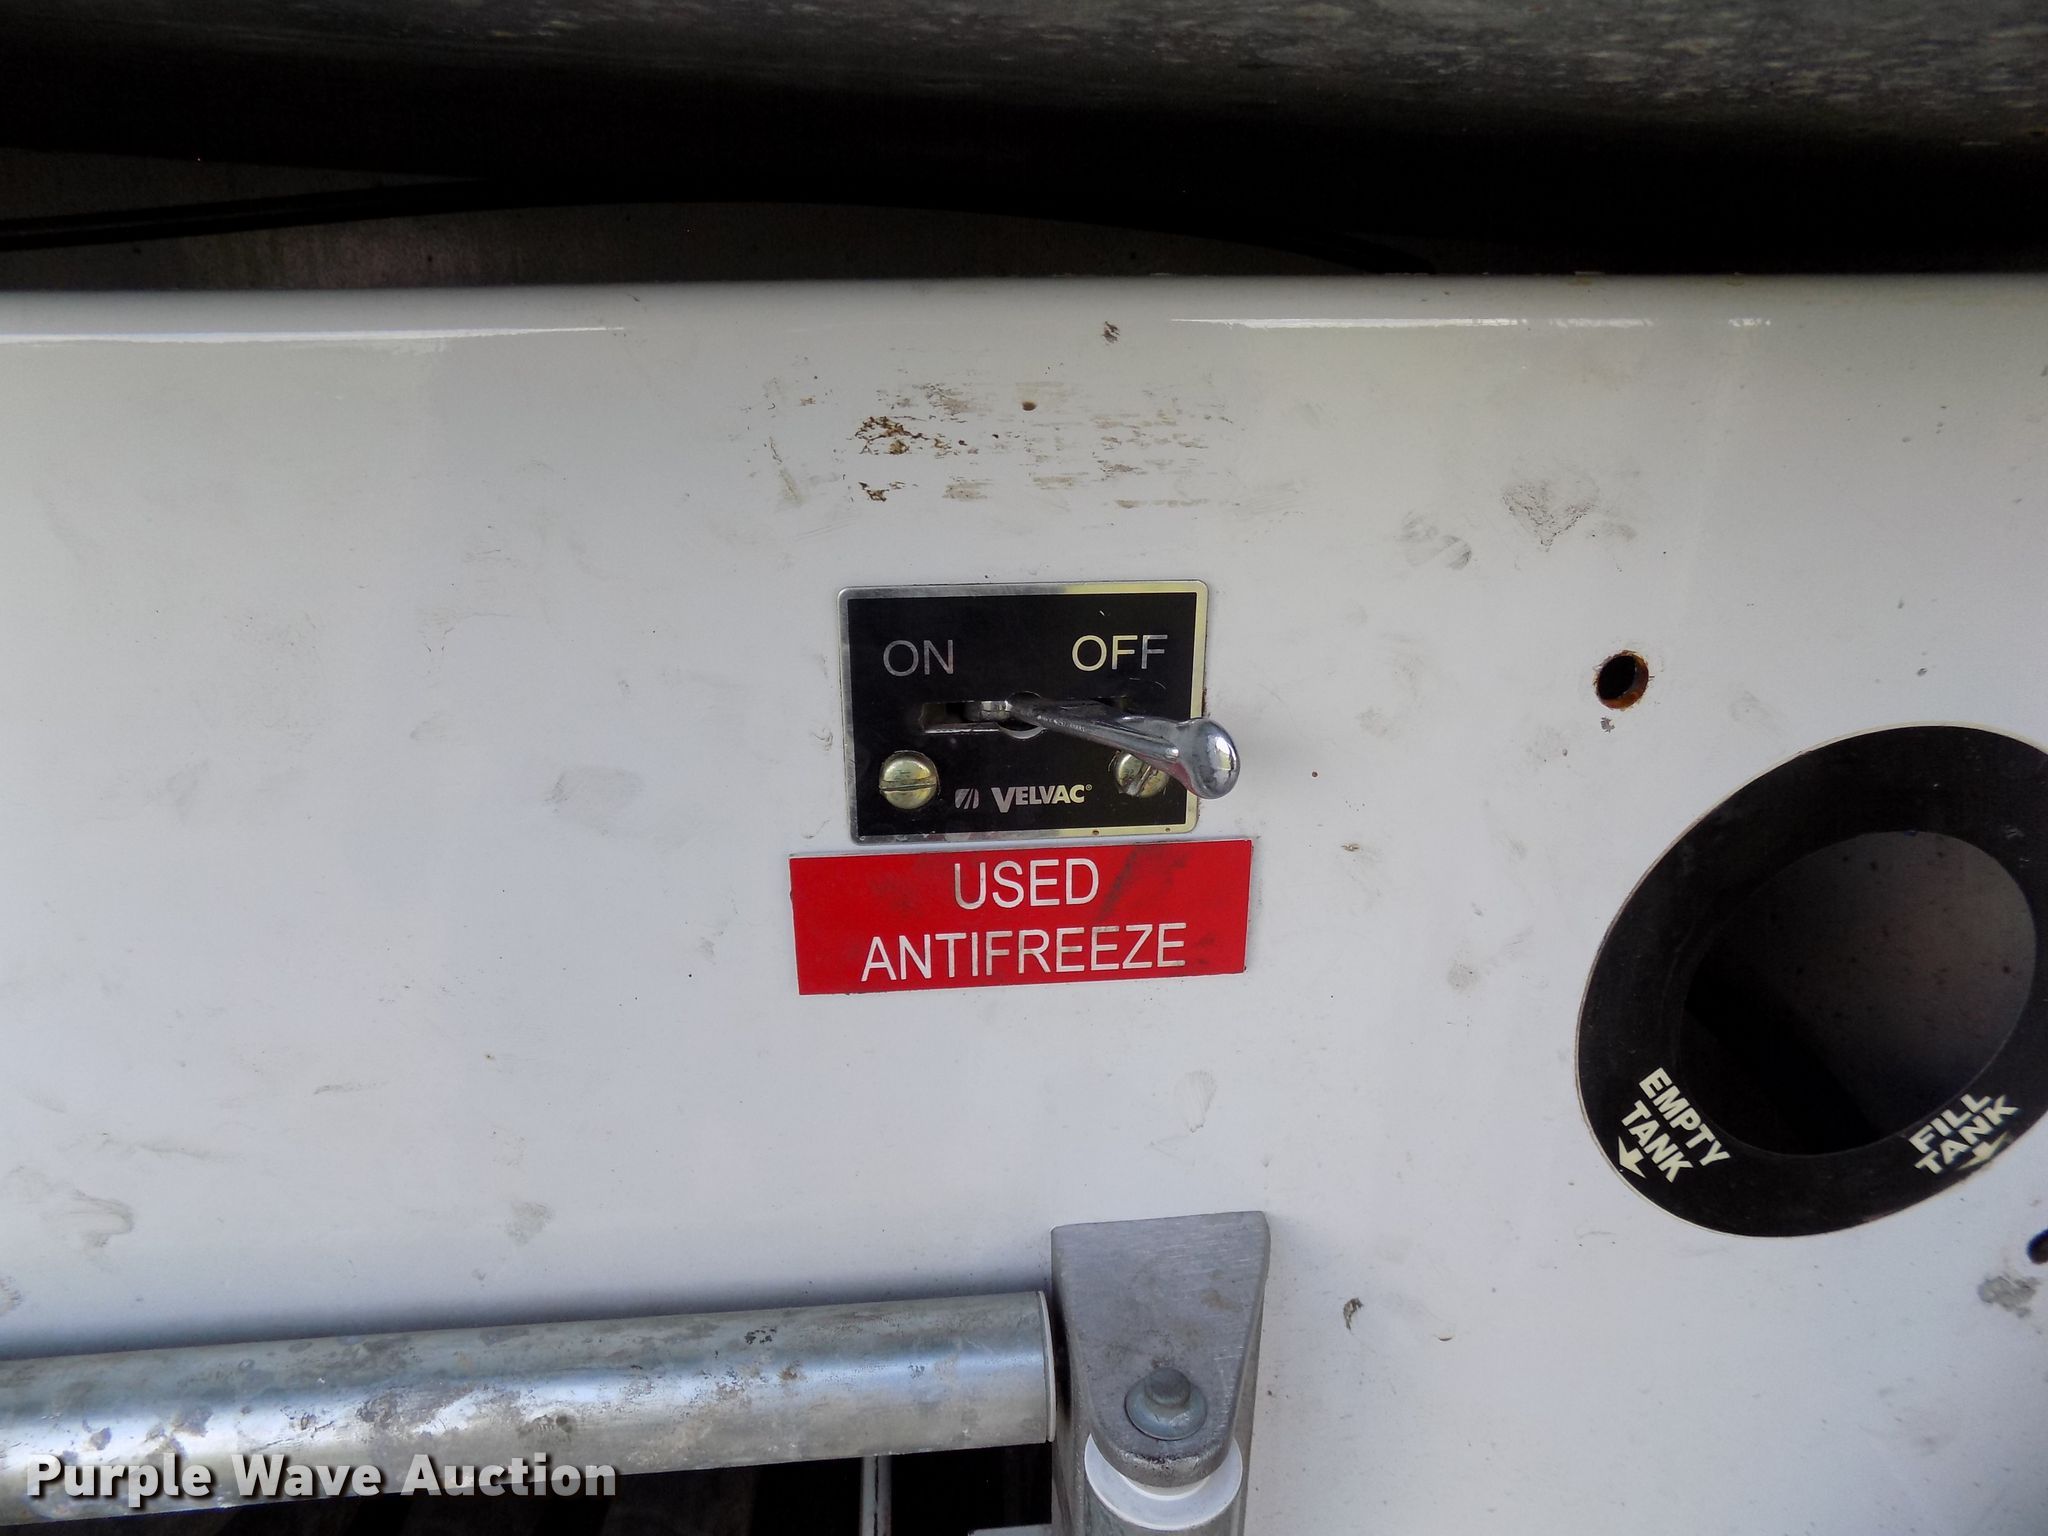 ON OFF
VELVAC®
USED
ANTIFREEZE
EMPTY
TANK
FILL
TANK
Purple Wave Auction